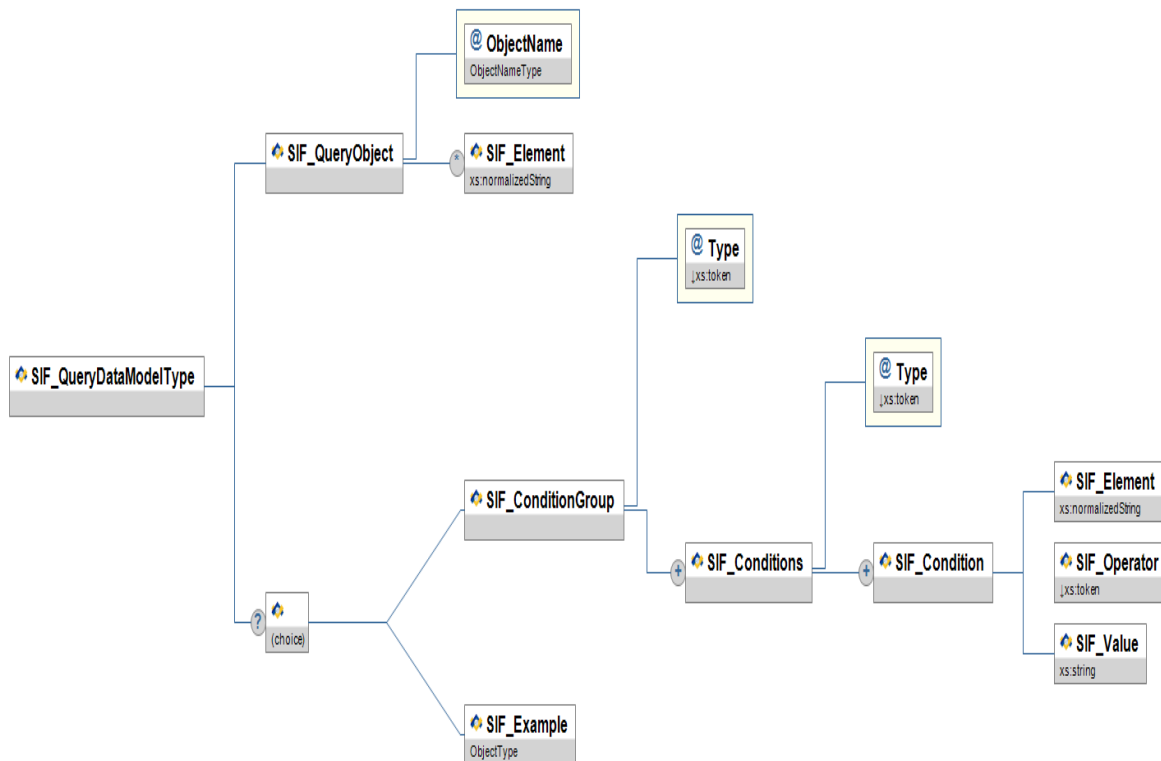 @ ObjectName
ObjectNameType
SIF_QueryObject
* SIF_Element
xs:normalizedString
@ Type
↓xs:token
@ Type
↓xs:token
SIF_QueryDataModelType
SIF_ConditionGroup
SIF_Element
xs:normalizedString
+ SIF_Conditions
+ SIF_Condition
SIF_Operator
↓xs:token
?
(choice)
SIF_Value
xs:string
SIF_Example
ObjectType